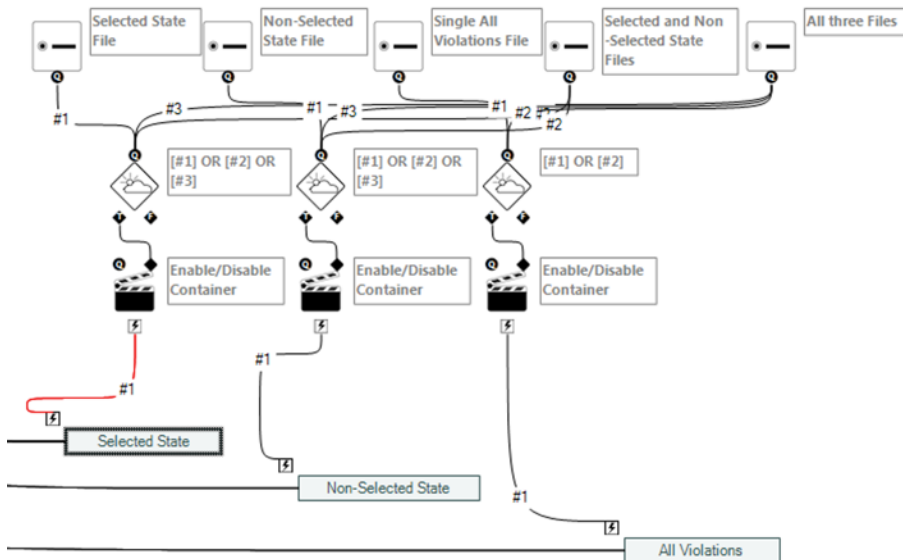 Selected State
File
Non-Selected
State File
Single All
Violations File
Selected and Non
-Selected State
Files
All three Files
Q
Q
Q
Q
Q
#1
#3
#1
#3
#1
#2
#2
Q
[#1] OR [#2] OR
[#3]
Q
[#1] OR [#2] OR
[#3]
Q
[#1] OR [#2]
T
F
T
F
T
F
Q
Enable/Disable
Container
Q
Enable/Disable
Container
Q
Enable/Disable
Container
#1
#1
#1
Selected State
Non-Selected State
All Violations